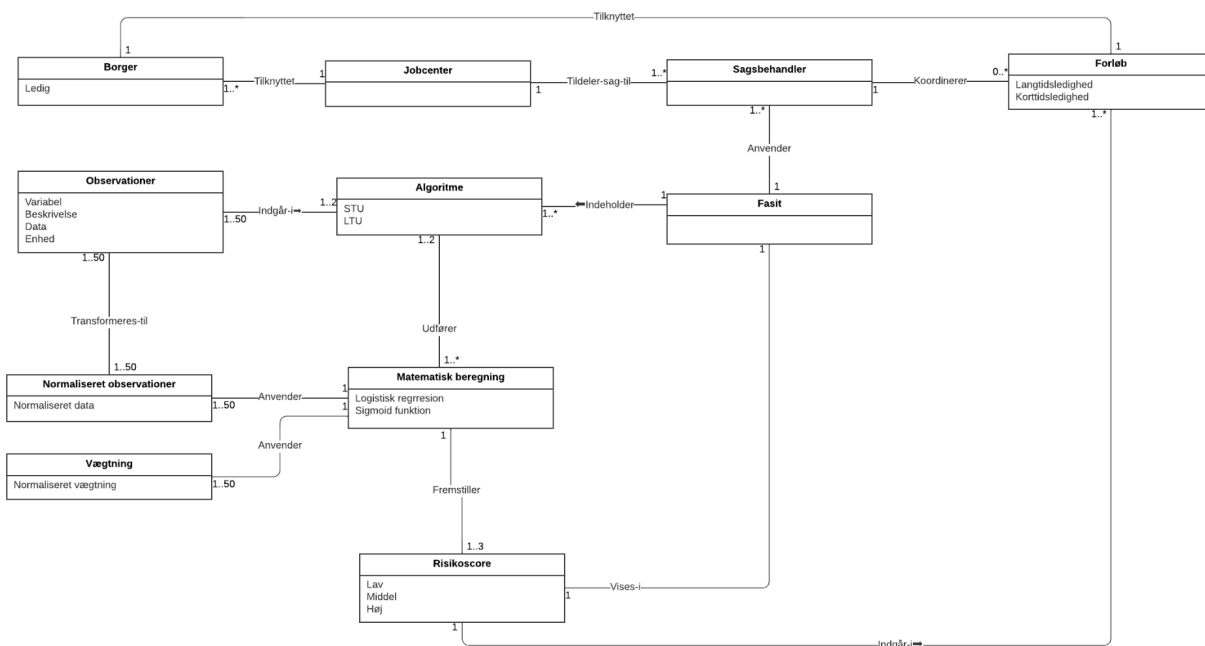 Tilknyttet
1
1
Borger
Ledig
1..*
Tilknyttet
1
Jobcenter
1
Tildeler-sag-til
1..*
Sagsbehandler
1
Koordinerer
0..*
Forløb
Langtidsledighed
Korttidsledighed
1..*
1..*
Anvender
1
Observationer
Variabel
Beskrivelse
Data
Enhed
1..50
Indgår-i➡
1..2
Algoritme
STU
LTU
1..*
⬅Indeholder
1
Fasit
1
1..50
1..2
Transformeres-til
Udfører
1..50
1..*
Normaliseret observationer
Normaliseret data
1..50
Anvender
1
Matematisk beregning
Logistisk regrresion
Sigmoid funktion
1
Anvender
1
Vægtning
Normaliseret vægtning
1..50
Fremstiller
1..3
Risikoscore
Lav
Middel
Høj
1
Vises-i
1
Indgår-i➡